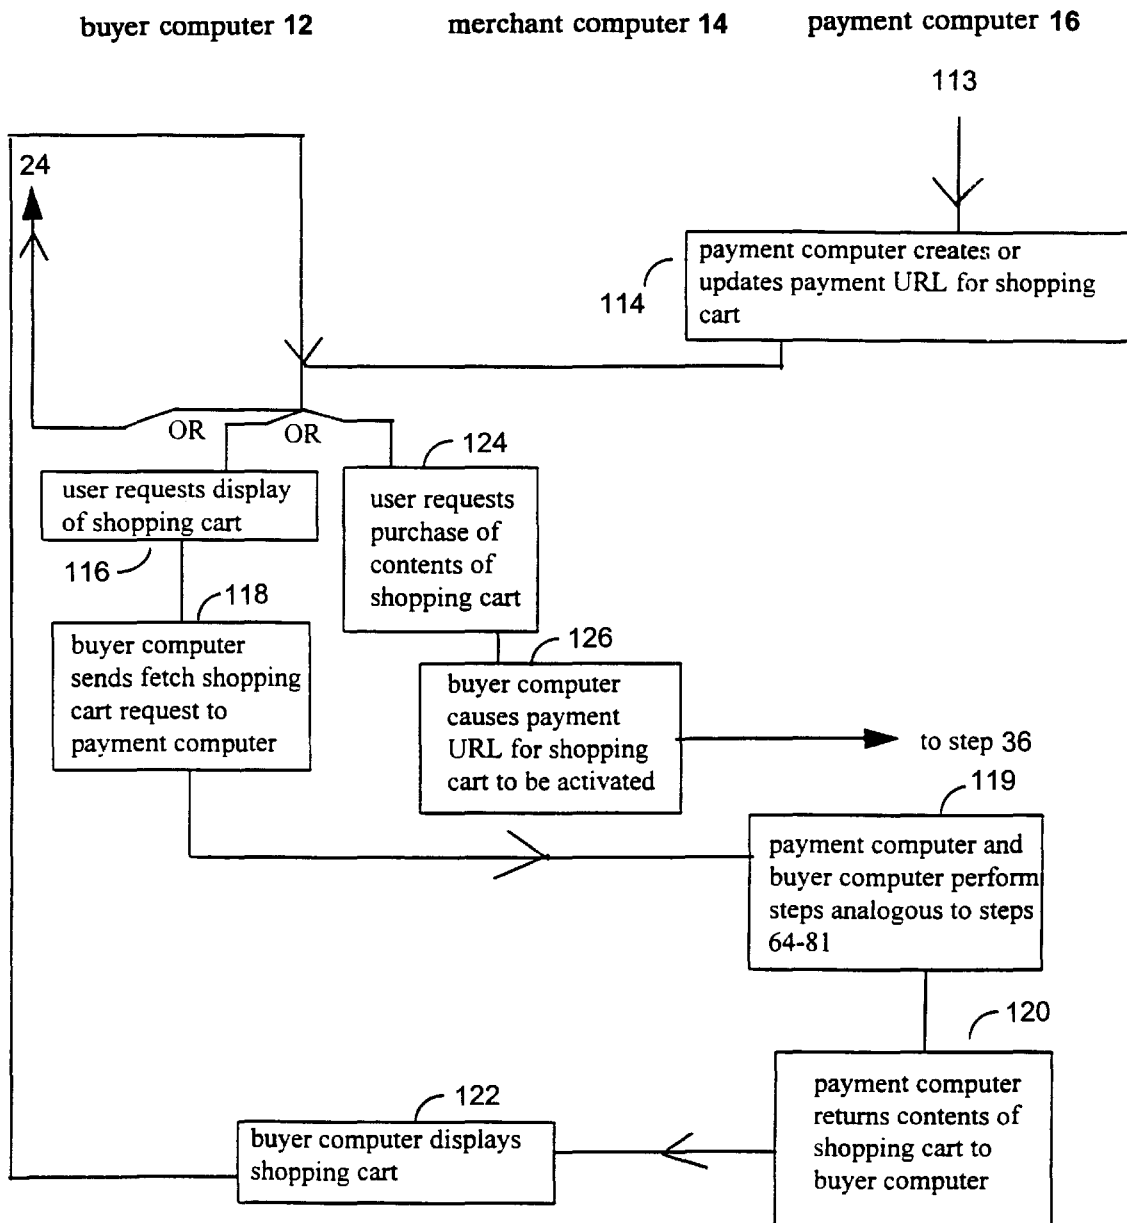 buyer computer 12 merchant computer 14 payment computer 16
113
24
payment computer creates or
updates payment URL for shopping
cart
114
OR
OR
124
user requests display
of shopping cart
116
user requests
purchase of
contents of
shopping cart
118
buyer computer
sends fetch shopping
cart request to
payment computer
126
buyer computer
causes payment
URL for shopping
cart to be activated
to step 36
119
payment computer and
buyer computer perform
steps analogous to steps
64-81
120
payment computer
returns contents of
shopping cart to
buyer computer
122
buyer computer displays
shopping cart